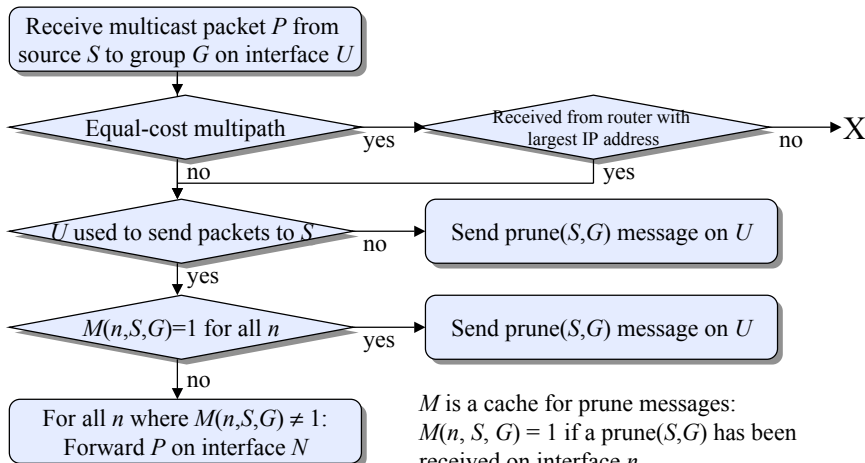 Receive multicast packet P from
source S to group G on interface U
Equal-cost multipath
yes
Received from router with
largest IP address
no
X
no
yes
U used to send packets to S
no
Send prune(S,G) message on U
yes
M(n,S,G)=1 for all n
yes
Send prune(S,G) message on U
no
For all n where M(n,S,G) ≠ 1:
Forward P on interface N
M is a cache for prune messages:
M(n, S, G) = 1 if a prune(S,G) has been
received on interface n